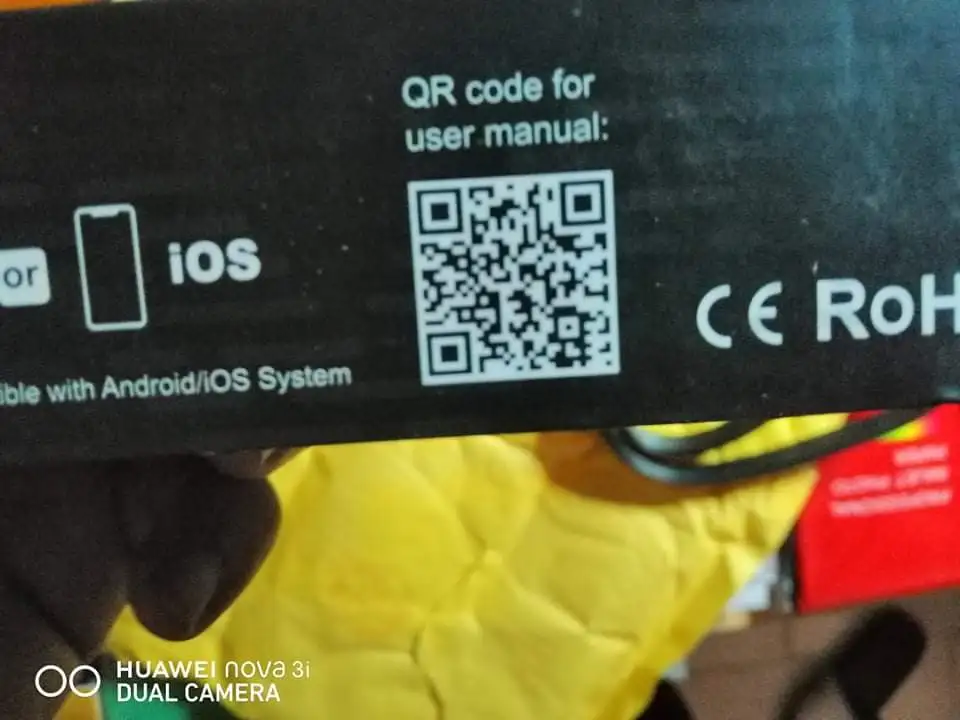 QR code for
user manual:
or
iOS
CE RoH
ible with Android/iOS System
HUAWEI nova 3i
DUAL CAMERA